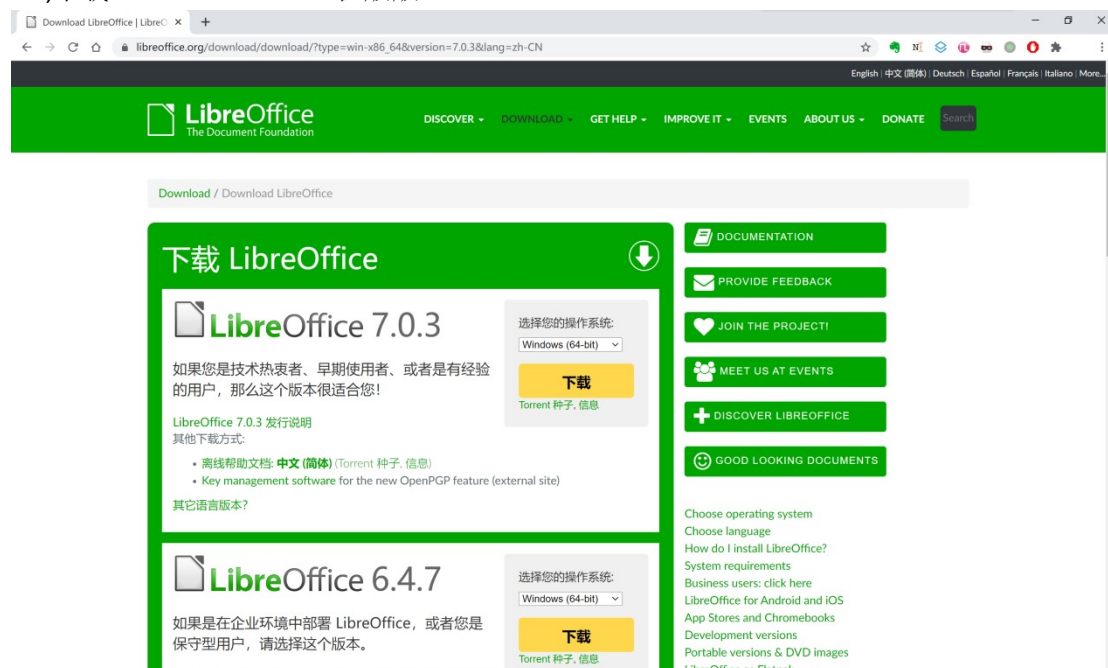 Download LibreOffice | LibreO
libreoffice.org/download/download/?type=win-x86_64&version=7.0.3&lang=zh-CN
English | 中文 (简体) | Deutsch | Español | Français | Italiano | More...
LibreOffice
The Document Foundation
DISCOVER DOWNLOAD GET HELP IMPROVE IT EVENTS ABOUT US DONATE Search
Download / Download LibreOffice
下载 LibreOffice
LibreOffice 7.0.3
如果您是技术热衷者、早期使用者、或者是有经验
的用户，那么这个版本很适合您！
LibreOffice 7.0.3 发行说明
其他下载方式:
离线帮助文档: 中文 (简体) (Torrent 种子, 信息)
Key management software for the new OpenPGP feature (external site)
其它语言版本?
选择您的操作系统:
Windows (64-bit)
下载
Torrent 种子, 信息
LibreOffice 6.4.7
如果是在企业环境中部署 LibreOffice，或者您是
保守型用户，请选择这个版本。
选择您的操作系统:
Windows (64-bit)
下载
Torrent 种子, 信息
DOCUMENTATION
PROVIDE FEEDBACK
JOIN THE PROJECT!
MEET US AT EVENTS
DISCOVER LIBREOFFICE
GOOD LOOKING DOCUMENTS
Choose operating system
Choose language
How do I install LibreOffice?
System requirements
Business users: click here
LibreOffice for Android and iOS
App Stores and Chromebooks
Development versions
Portable versions & DVD images